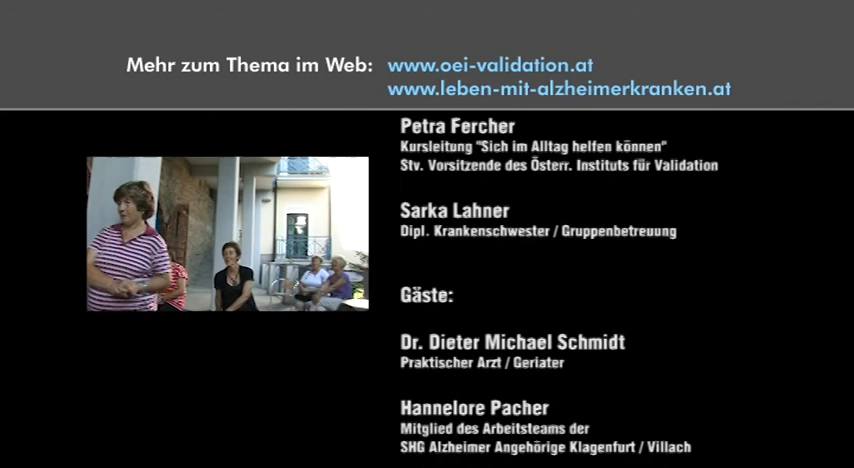 Mehr zum Thema im Web: www.oei-validation.at
www.leben-mit-alzheimerkranken.at
Petra Fercher
Kursleitung "Sich im Alltag helfen können"
Stv. Vorsitzende des Österr. Instituts für Validation
Sarka Lahner
Dipl. Krankenschwester / Gruppenbetreuung
Gäste:
Dr. Dieter Michael Schmidt
Praktischer Arzt / Geriater
Hannelore Pacher
Mitglied des Arbeitsteams der
SHG Alzheimer Angehörige Klagenfurt / Villach